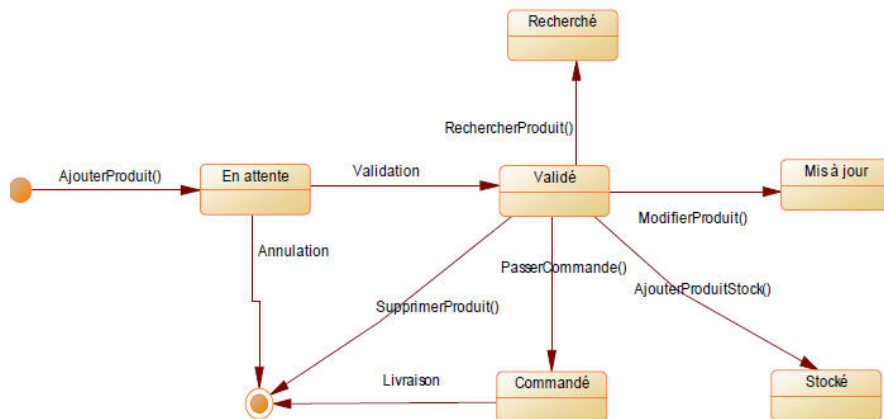 Recherché
RechercherProduit()
AjouterProduit()
En attente
Validation
Validé
Mis à jour
ModifierProduit()
Annulation
PasserCommande()
AjouterProduitStock()
SupprimerProduit()
Livraison
Commandé
Stocké